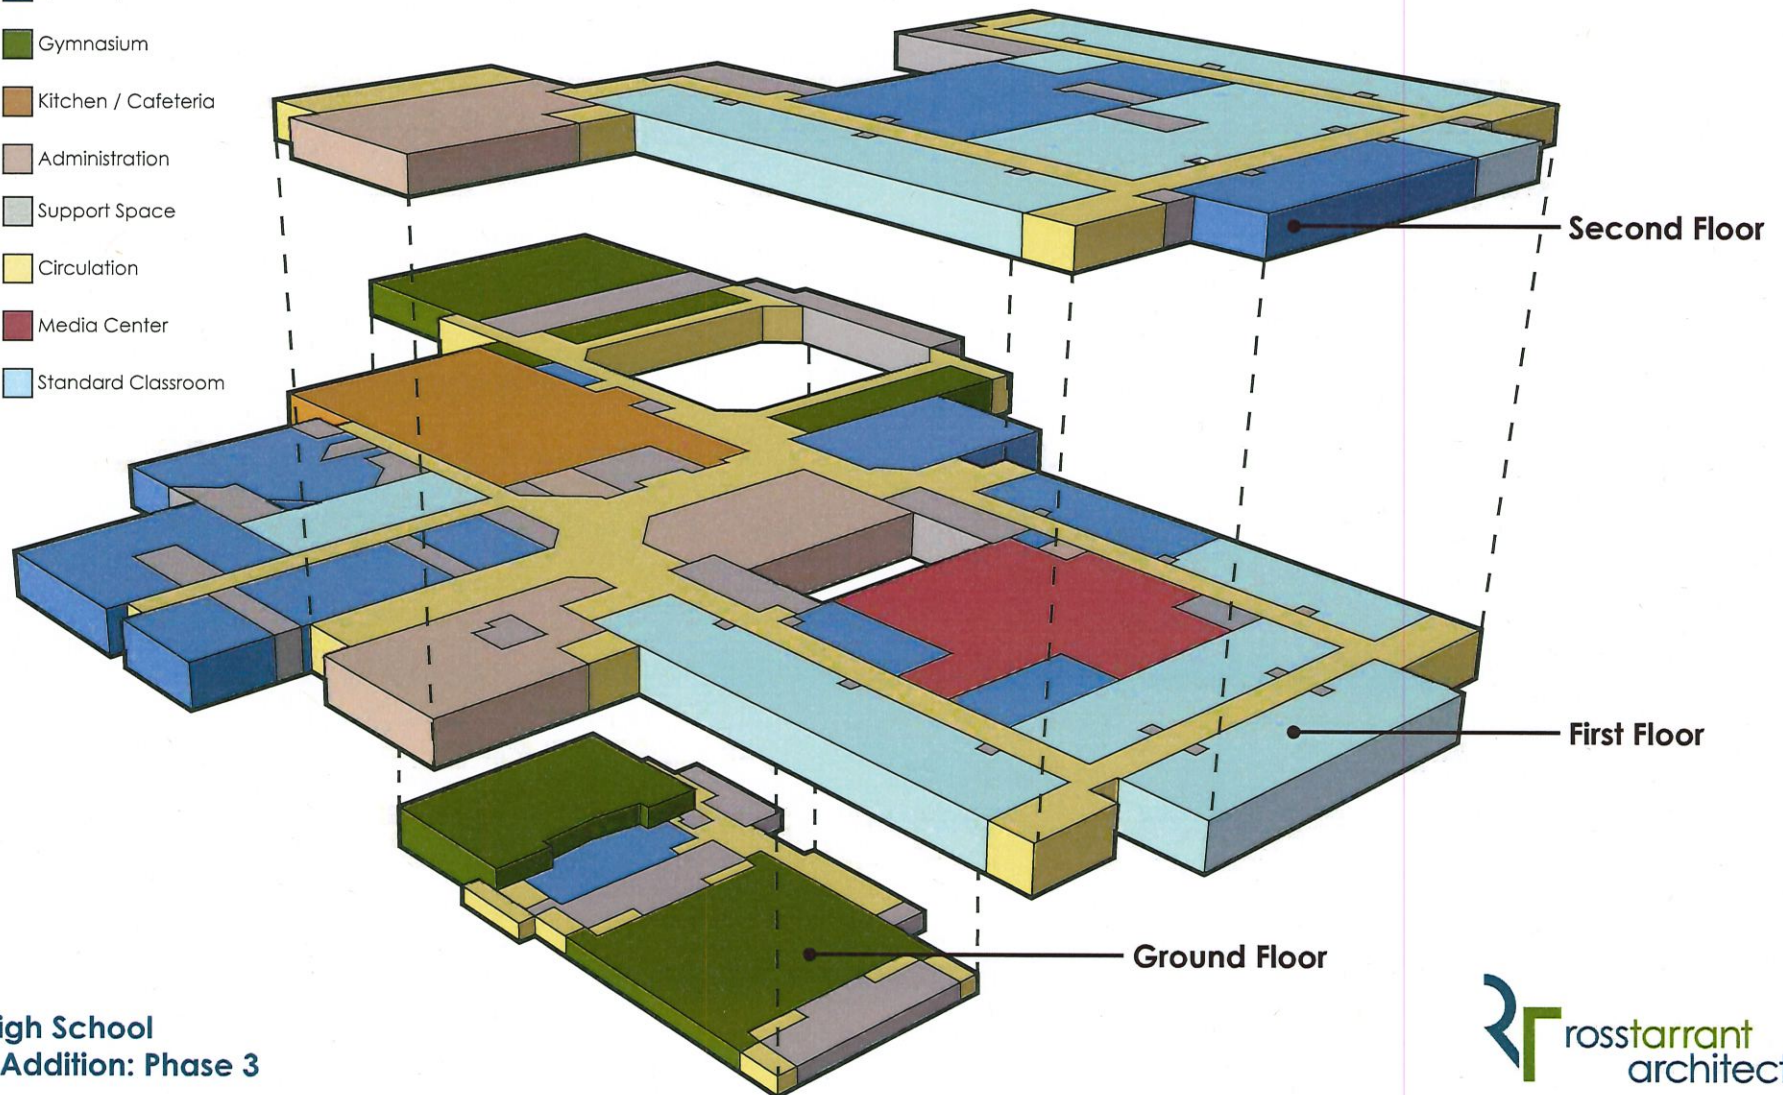 Gymnasium
Kitchen / Cafeteria
Administration
Support Space
Circulation
Media Center
Standard Classroom
Second Floor
First Floor
Ground Floor
igh School
Addition: Phase 3
rosstarrant
architect